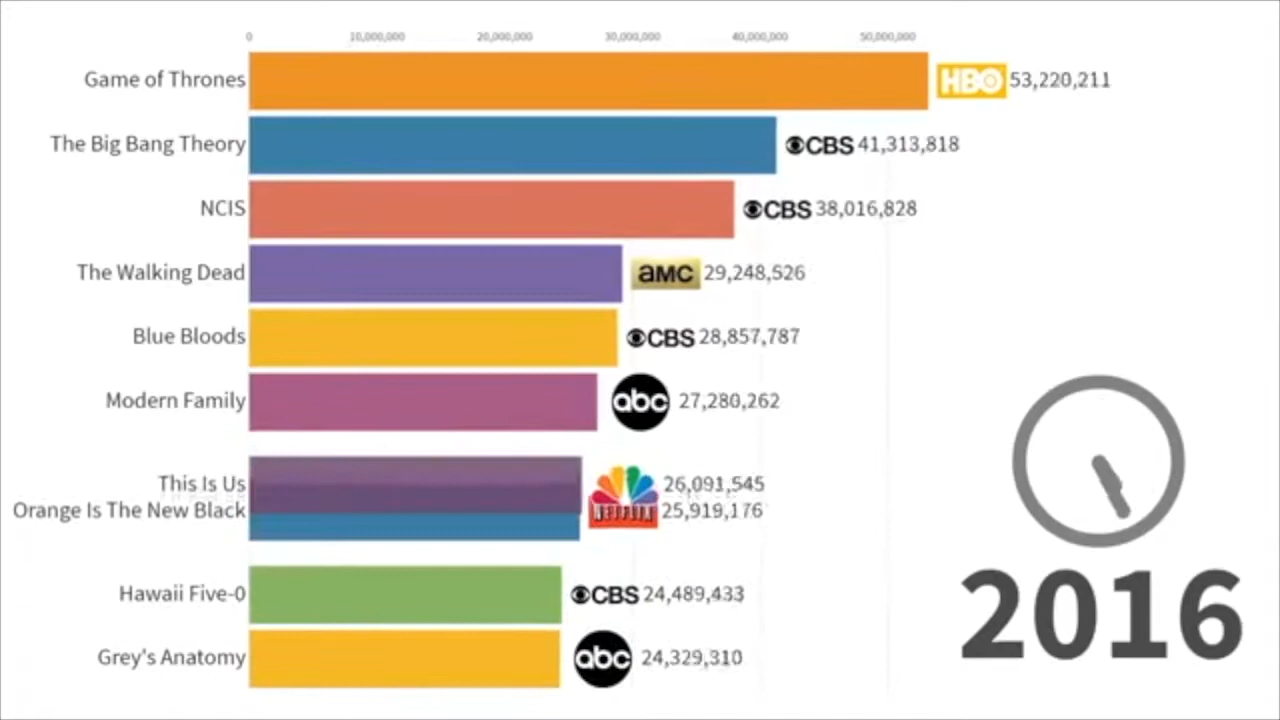 0 10,000,000 20,000,000 30,000,000 40,000,000 50,000,000
Game of Thrones HBO 53,220,211
The Big Bang Theory CBS 41,313,818
NCIS CBS 38,016,828
The Walking Dead aMC 29,248,526
Blue Bloods CBS 28,857,787
Modern Family abc 27,280,262
This Is Us 26,091,545
Orange Is The New Black NETFLIX 25,919,176
Hawaii Five-0 CBS 24,489,433
Grey's Anatomy abc 24,329,310
2016